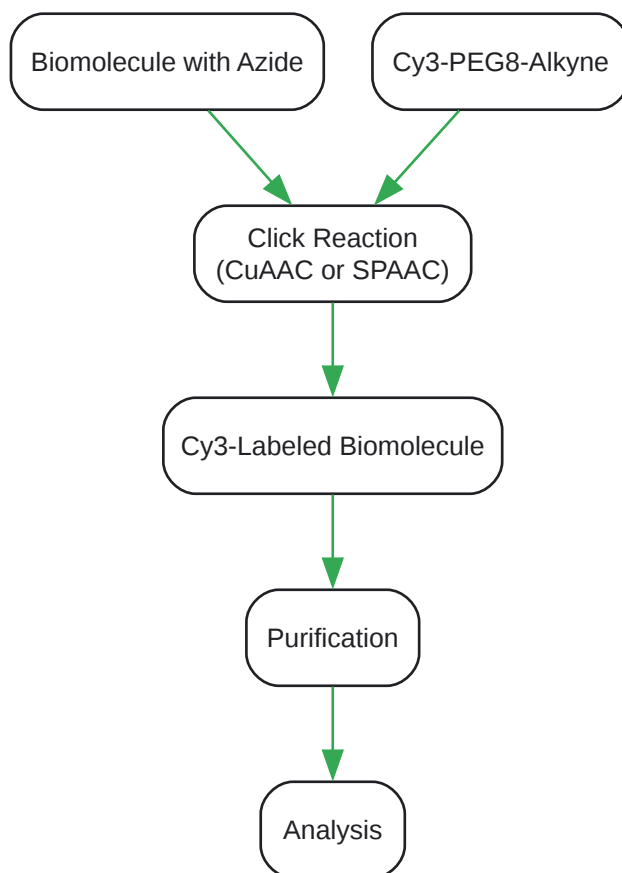 Biomolecule with Azide
Cy3-PEG8-Alkyne
Click Reaction
(CuAAC or SPAAC)
Cy3-Labeled Biomolecule
Purification
Analysis